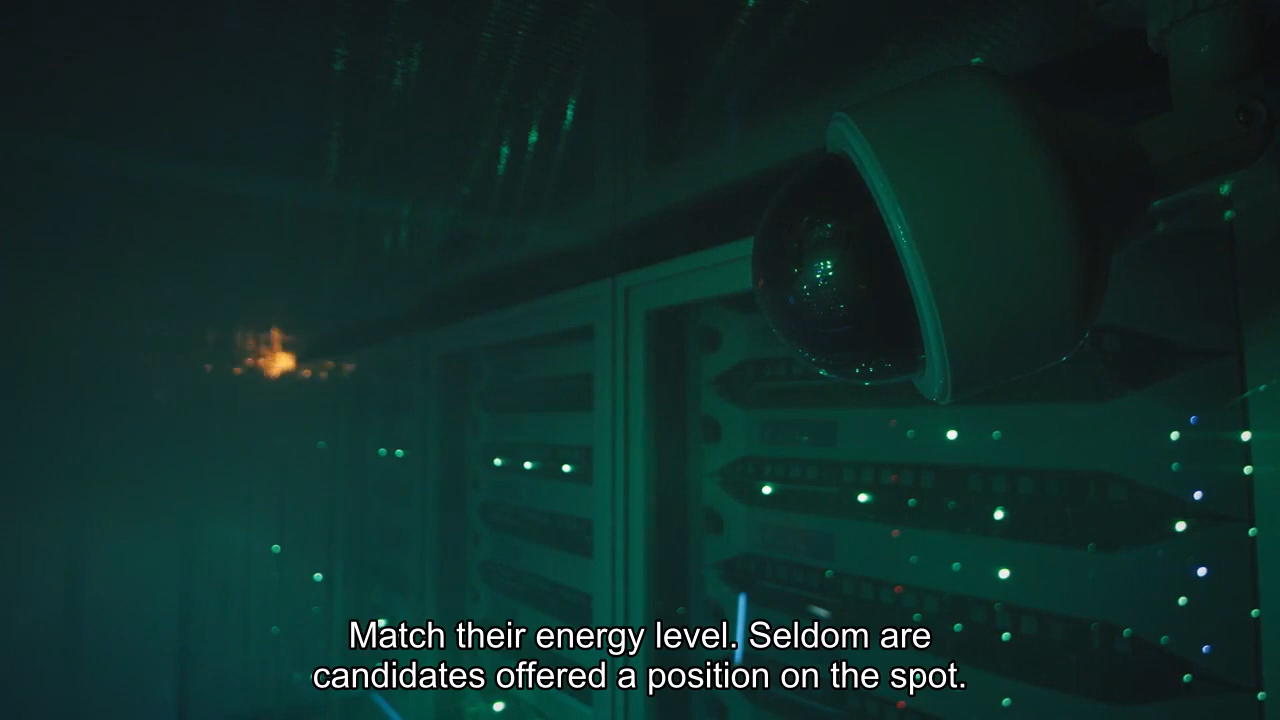 Match their energy level. Seldom are
candidates offered a position on the spot.